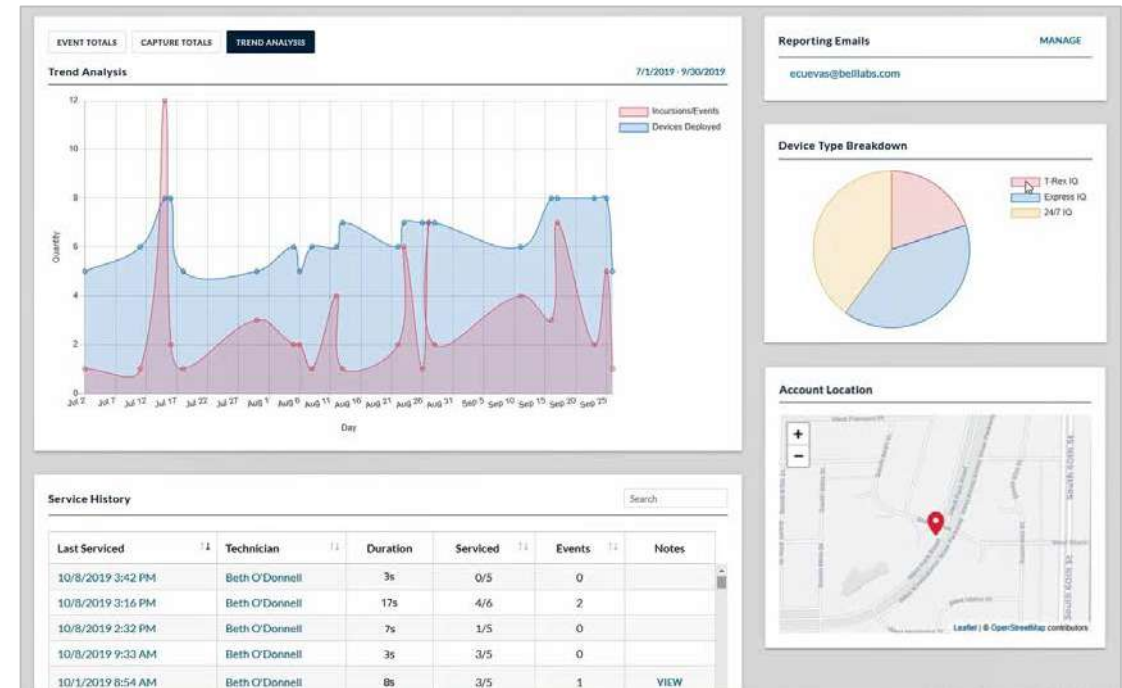 EVENT TOTALS CAPTURE TOTALS TREND ANALYSIS
Trend Analysis 7/1/2019 - 9/30/2019
Incursions/Events
Devices Deployed
12
10
8
6
4
2
0
Quantity
Jul 2 Jul 7 Jul 12 Jul 17 Jul 22 Jul 27 Aug 1 Aug 6 Aug 11 Aug 16 Aug 21 Aug 26 Aug 31 Sep 5 Sep 10 Sep 15 Sep 20 Sep 25
Day
Reporting Emails MANAGE
ecuevas@belllabs.com
Device Type Breakdown
T-Rex IQ
Express IQ
24/7 IQ
Account Location
+
−
Leaflet | © OpenStreetMap contributors
Service History Search
Last Serviced Technician Duration Serviced Events Notes
10/8/2019 3:42 PM Beth O'Donnell 3s 0/5 0
10/8/2019 3:16 PM Beth O'Donnell 17s 4/6 2
10/8/2019 2:32 PM Beth O'Donnell 7s 1/5 0
10/8/2019 9:33 AM Beth O'Donnell 3s 3/5 0
10/1/2019 8:54 AM Beth O'Donnell 8s 3/5 1 VIEW